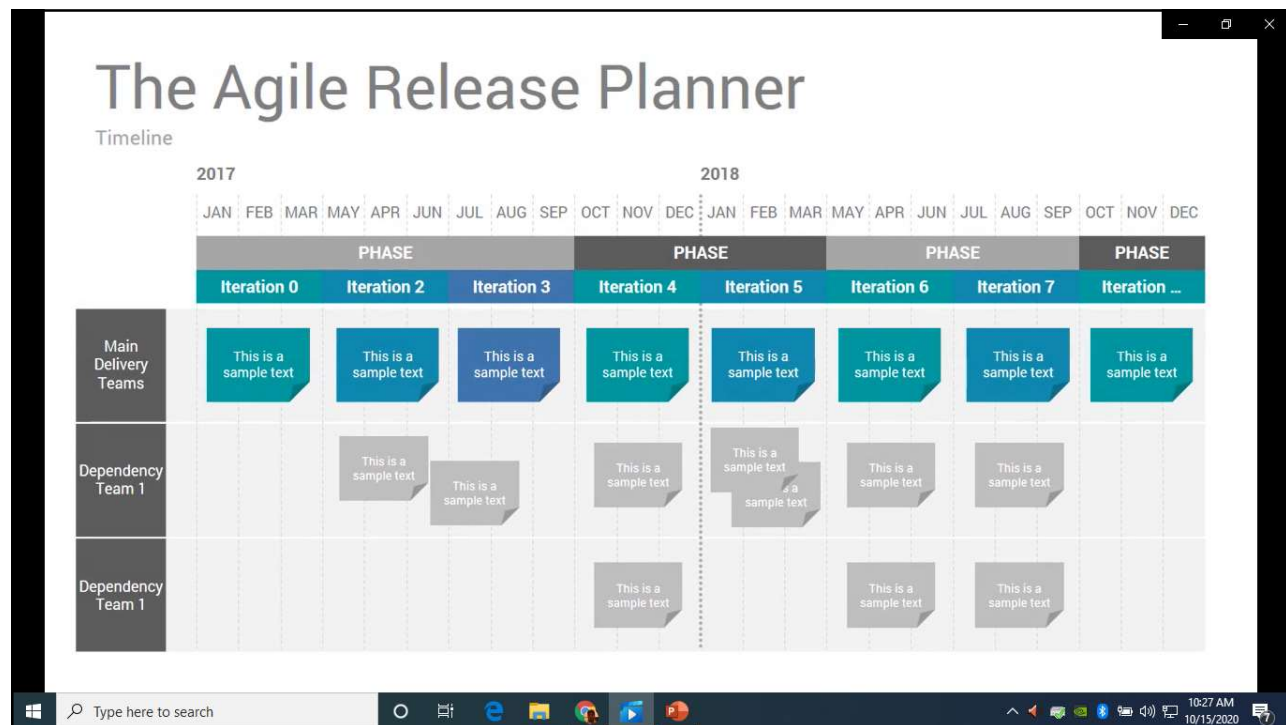 The Agile Release Planner
Timeline
2017 2018
JAN FEB MAR MAY APR JUN JUL AUG SEP OCT NOV DEC JAN FEB MAR MAY APR JUN JUL AUG SEP OCT NOV DEC
PHASE PHASE PHASE PHASE
Iteration 0 Iteration 2 Iteration 3 Iteration 4 Iteration 5 Iteration 6 Iteration 7 Iteration ...
Main
Delivery
Teams
This is a
sample text
This is a
sample text
This is a
sample text
This is a
sample text
This is a
sample text
This is a
sample text
This is a
sample text
This is a
sample text
Dependency
Team 1
This is a
sample text
This is a
sample text
This is a
sample text
This is a
sample text
a
sample text
This is a
sample text
This is a
sample text
Dependency
Team 1
This is a
sample text
This is a
sample text
This is a
sample text
Type here to search
10:27 AM
10/15/2020